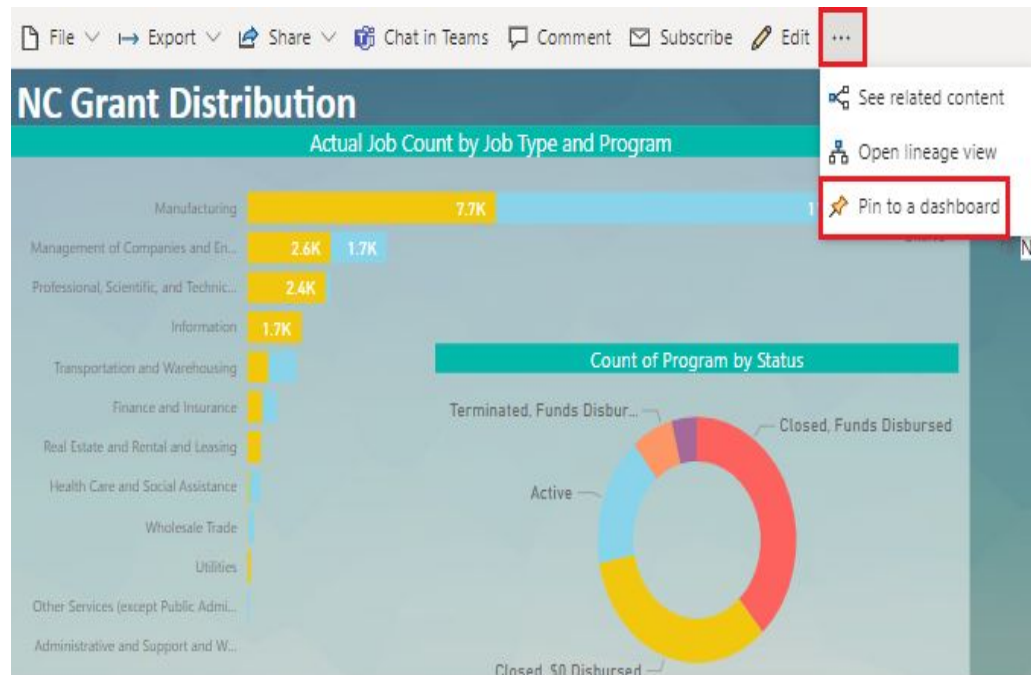 File Export Share Chat in Teams Comment Subscribe Edit ...
See related content
Open lineage view
Pin to a dashboard
NC Grant Distribution
Actual Job Count by Job Type and Program
Manufacturing 7.7K
Management of Companies and En... 2.6K 1.7K
Professional, Scientific, and Technic... 2.4K
Information 1.7K
Transportation and Warehousing
Finance and Insurance
Real Estate and Rental and Leasing
Health Care and Social Assistance
Wholesale Trade
Utilities
Other Services (except Public Admi...
Administrative and Support and W...
Count of Program by Status
Terminated, Funds Disbur...
Closed, Funds Disbursed
Active
Closed, $0 Disbursed